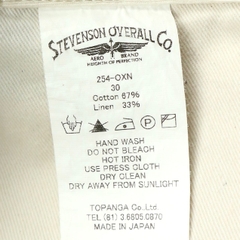 STEVENSON OVERALL CO.
AERO BRAND
HEIGHTH OF PERFECTION
254-OXN
30
Cotton 67%
Linen 33%
HAND WASH
DO NOT BLEACH
HOT IRON
USE PRESS CLOTH
DRY CLEAN
DRY AWAY FROM SUNLIGHT
TOPANGA Co., Ltd.
TEL (81) 3.6805.0870
MADE IN JAPAN